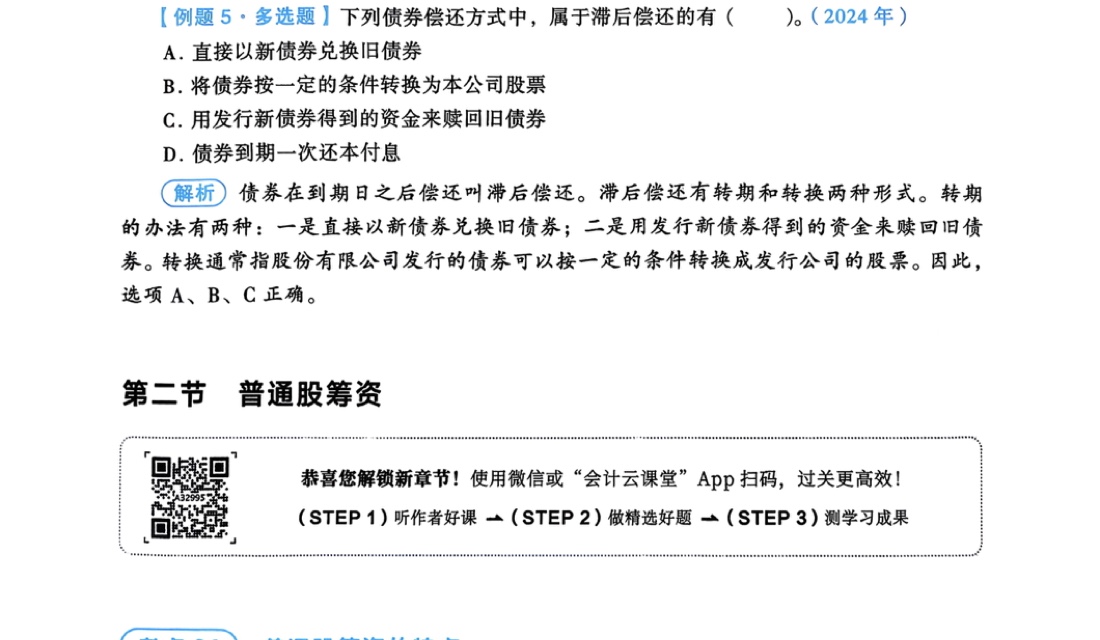 【例题5·多选题】下列债券偿还方式中，属于滞后偿还的有（　　）。（2024年）
A. 直接以新债券兑换旧债券
B. 将债券按一定的条件转换为本公司股票
C. 用发行新债券得到的资金来赎回旧债券
D. 债券到期一次还本付息
解析 债券在到期日之后偿还叫滞后偿还。滞后偿还有转期和转换两种形式。转期
的办法有两种：一是直接以新债券兑换旧债券；二是用发行新债券得到的资金来赎回旧债
券。转换通常指股份有限公司发行的债券可以按一定的条件转换成发行公司的股票。因此，
选项 A、B、C 正确。
第二节　普通股筹资
A32995
恭喜您解锁新章节！使用微信或“会计云课堂”App 扫码，过关更高效！
（STEP 1）听作者好课 ⇀（STEP 2）做精选好题 ⇀（STEP 3）测学习成果